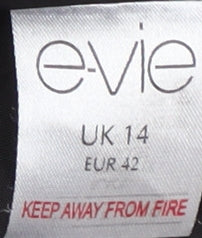 e-vie
UK 14
EUR 42
KEEP AWAY FROM FIRE